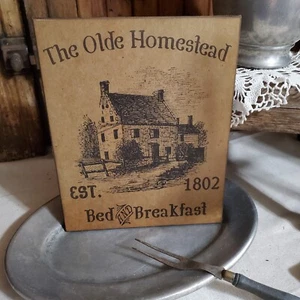 The Olde Homestead
EST. 1802
Bed AND Breakfast